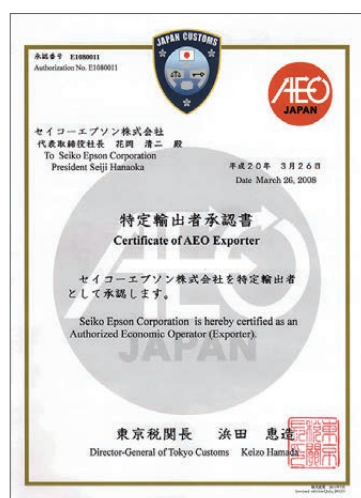 承認番号 E1080011
Authorization No. E1080011
JAPAN CUSTOMS
AEO
JAPAN
セイコーエプソン株式会社
代表取締役社長 花岡 清二 殿
To Seiko Epson Corporation
President Seiji Hanaoka
平成20年 3月26日
Date March 26, 2008
特定輸出者承認書
Certificate of AEO Exporter
セイコーエプソン株式会社を特定輸出者
として承認します。
Seiko Epson Corporation is hereby certified as an
Authorized Economic Operator (Exporter).
AEO
JAPAN
東京税関長 浜田 恵造
Director-General of Tokyo Customs Keizo Hamada